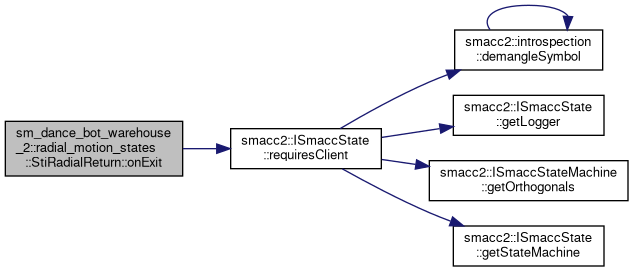 sm_dance_bot_warehouse
_2::radial_motion_states
::StiRadialReturn::onExit
smacc2::ISmaccState
::requiresClient
smacc2::introspection
::demangleSymbol
smacc2::ISmaccState
::getLogger
smacc2::ISmaccStateMachine
::getOrthogonals
smacc2::ISmaccState
::getStateMachine